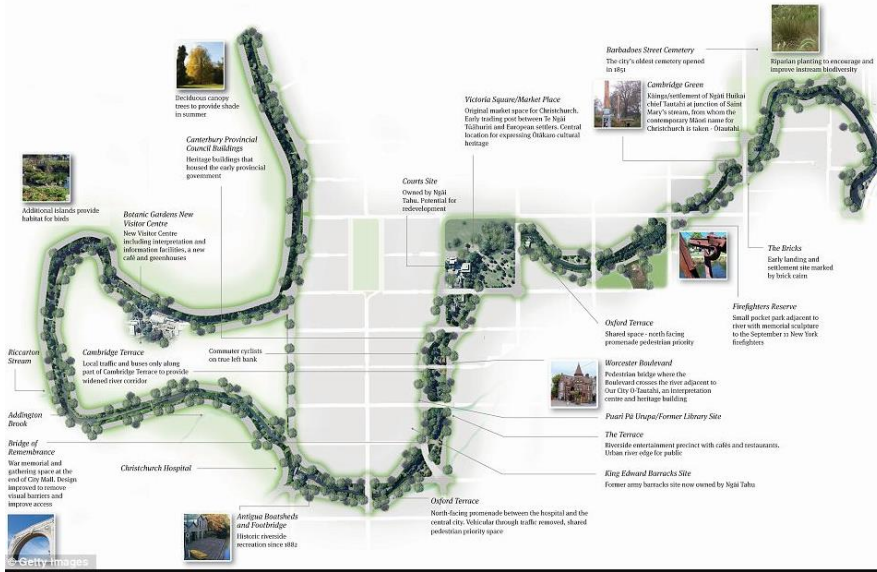 Deciduous canopy
trees to provide shade
in summer
Canterbury Provincial
Council Buildings
Heritage buildings that
housed the early provincial
government
Additional islands provide
habitat for birds
Botanic Gardens New
Visitor Centre
New Visitor Centre
including interpretation and
information facilities, a new
café and greenhouses
Victoria Square/Market Place
Original market space for Christchurch.
Early trading post between Te Ngāi
Tūāhuriri and European settlers. Central
location for expressing Ōtākaro cultural
heritage
Courts Site
Owned by Ngāi
Tahu. Potential for
redevelopment
Barbadoes Street Cemetery
The city's oldest cemetery opened
in 1851
Riparian planting to encourage and
improve instream biodiversity
Cambridge Green
Kāinga/settlement of Ngāti Huikai
chief Tautahi at junction of Saint
Mary's stream, from whom the
contemporary Māori name for
Christchurch is taken - Ōtautahi
The Bricks
Early landing and
settlement site marked
by brick cairn
Firefighters Reserve
Small pocket park adjacent to
river with memorial sculpture
to the September 11 New York
firefighters
Oxford Terrace
Shared space - north facing
promenade pedestrian priority
Riccarton
Stream
Cambridge Terrace
Local traffic and buses only along
part of Cambridge Terrace to provide
widened river corridor
Commuter cyclists
on true left bank
Worcester Boulevard
Pedestrian bridge where the
Boulevard crosses the river adjacent to
Our City O-Tautahi, an interpretation
centre and heritage building
Addington
Brook
Puari Pā Urupa/Former Library Site
The Terrace
Riverside entertainment precinct with cafés and restaurants.
Urban river edge for public
Bridge of
Remembrance
War memorial and
gathering space at the
end of City Mall. Design
improved to remove
visual barriers and
improve access
Christchurch Hospital
King Edward Barracks Site
Former army barracks site now owned by Ngāi Tahu
Antigua Boatsheds
and Footbridge
Historic riverside
recreation since 1882
Oxford Terrace
North-facing promenade between the hospital and the
central city. Vehicular through traffic removed, shared
pedestrian priority space
© Getty Images